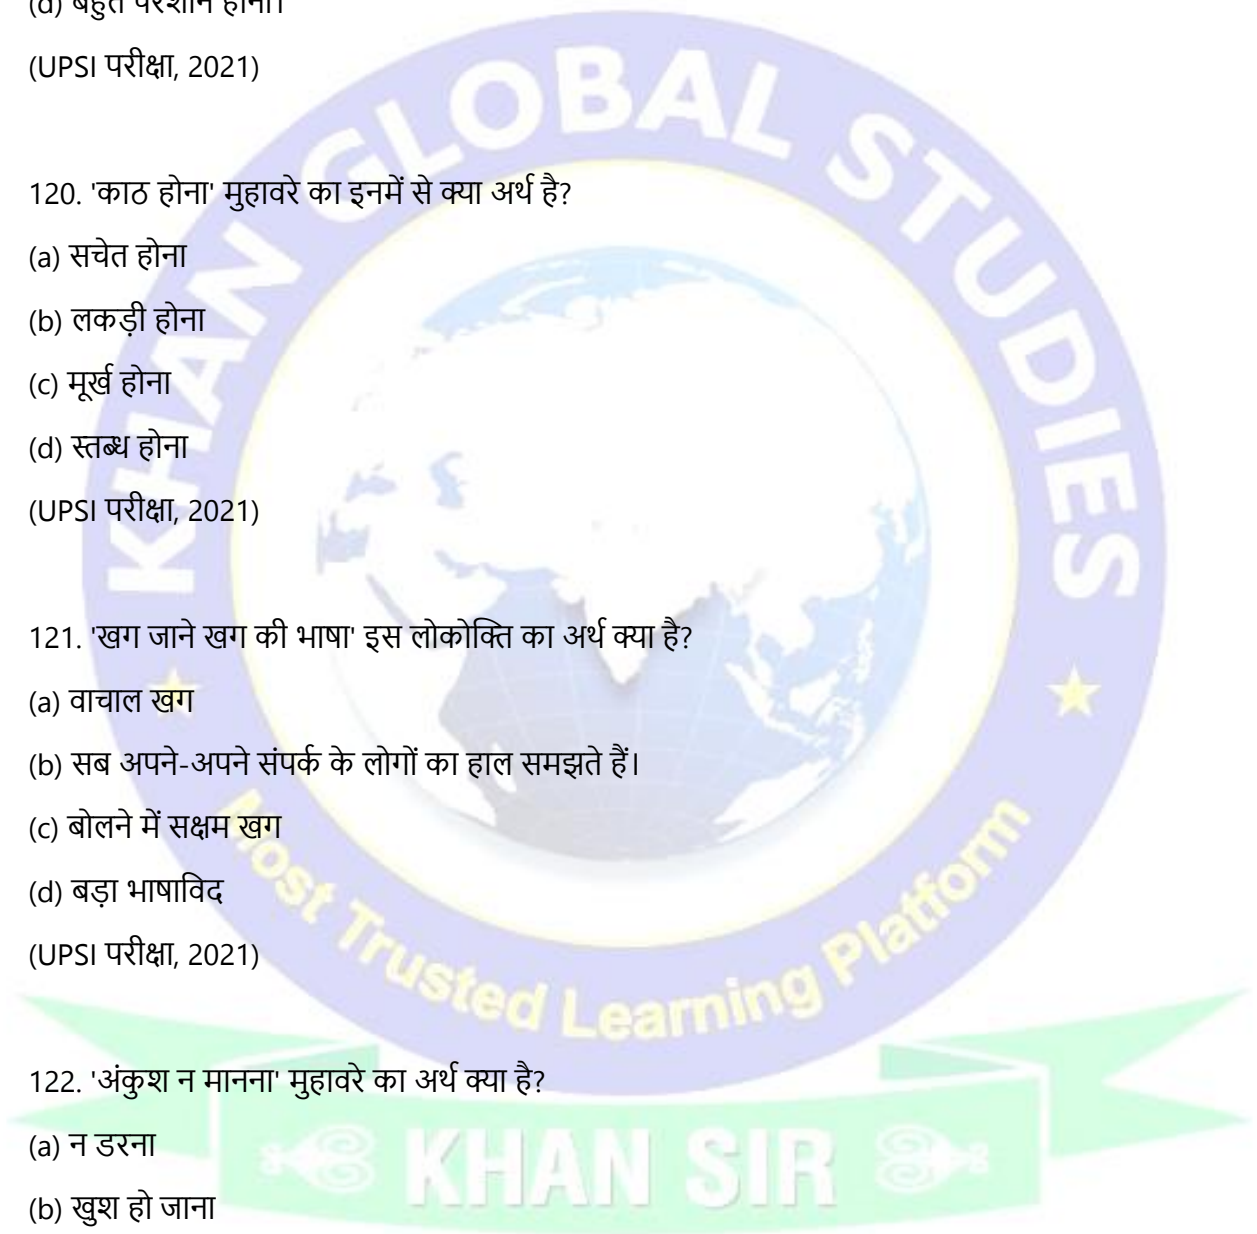 (d) बहुत परेशान होना।
(UPSI परीक्षा, 2021)
120. 'काठ होना' मुहावरे का इनमें से क्या अर्थ है?
(a) सचेत होना
(b) लकड़ी होना
(c) मूर्ख होना
(d) स्तब्ध होना
(UPSI परीक्षा, 2021)
121. 'खग जाने खग की भाषा' इस लोकोक्ति का अर्थ क्या है?
(a) वाचाल खग
(b) सब अपने-अपने संपर्क के लोगों का हाल समझते हैं।
(c) बोलने में सक्षम खग
(d) बड़ा भाषाविद
(UPSI परीक्षा, 2021)
122. 'अंकुश न मानना' मुहावरे का अर्थ क्या है?
(a) न डरना
(b) खुश हो जाना
KHAN GLOBAL STUDIES
Most Trusted Learning Platform
KHAN SIR